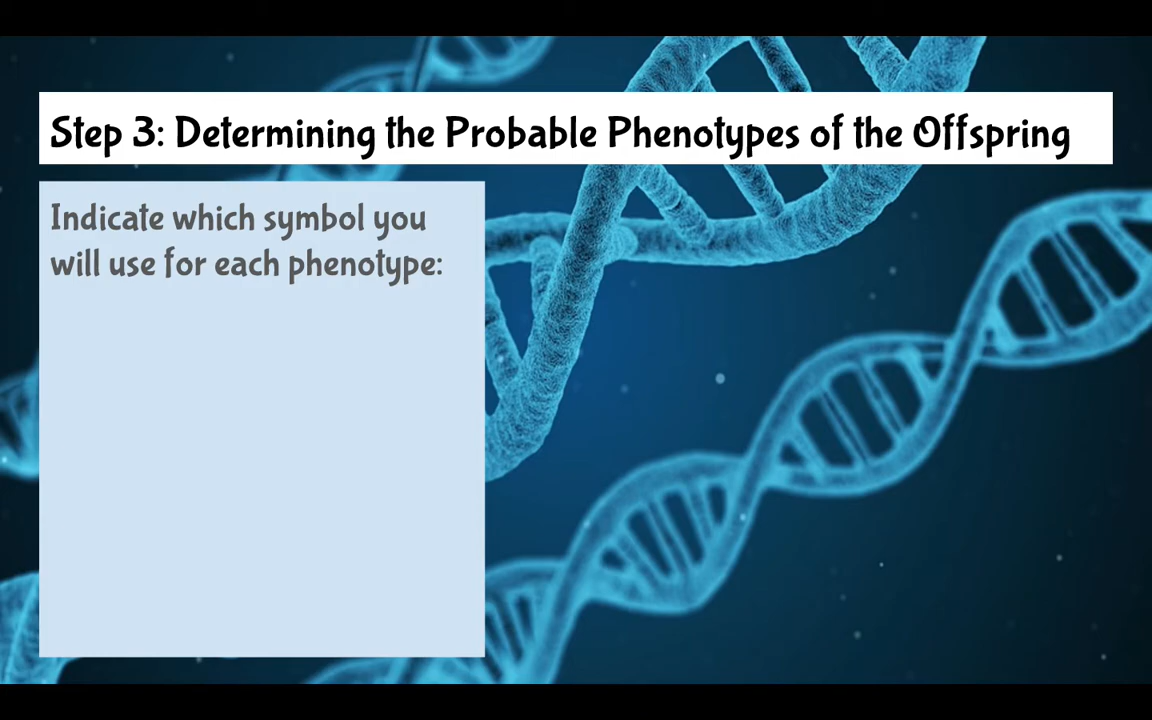 Step 3: Determining the Probable Phenotypes of the Offspring
Indicate which symbol you
will use for each phenotype: